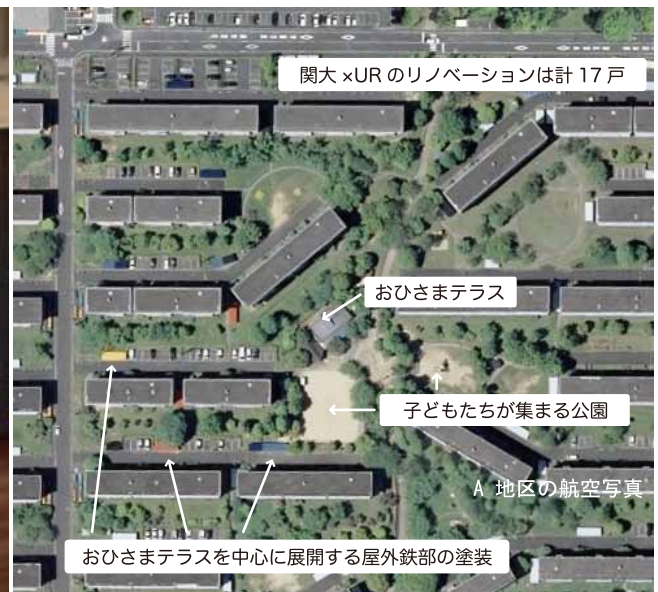 関大 ×UR のリノベーションは計 17 戸
おひさまテラス
子どもたちが集まる公園
A 地区の航空写真
おひさまテラスを中心に展開する屋外鉄部の塗装